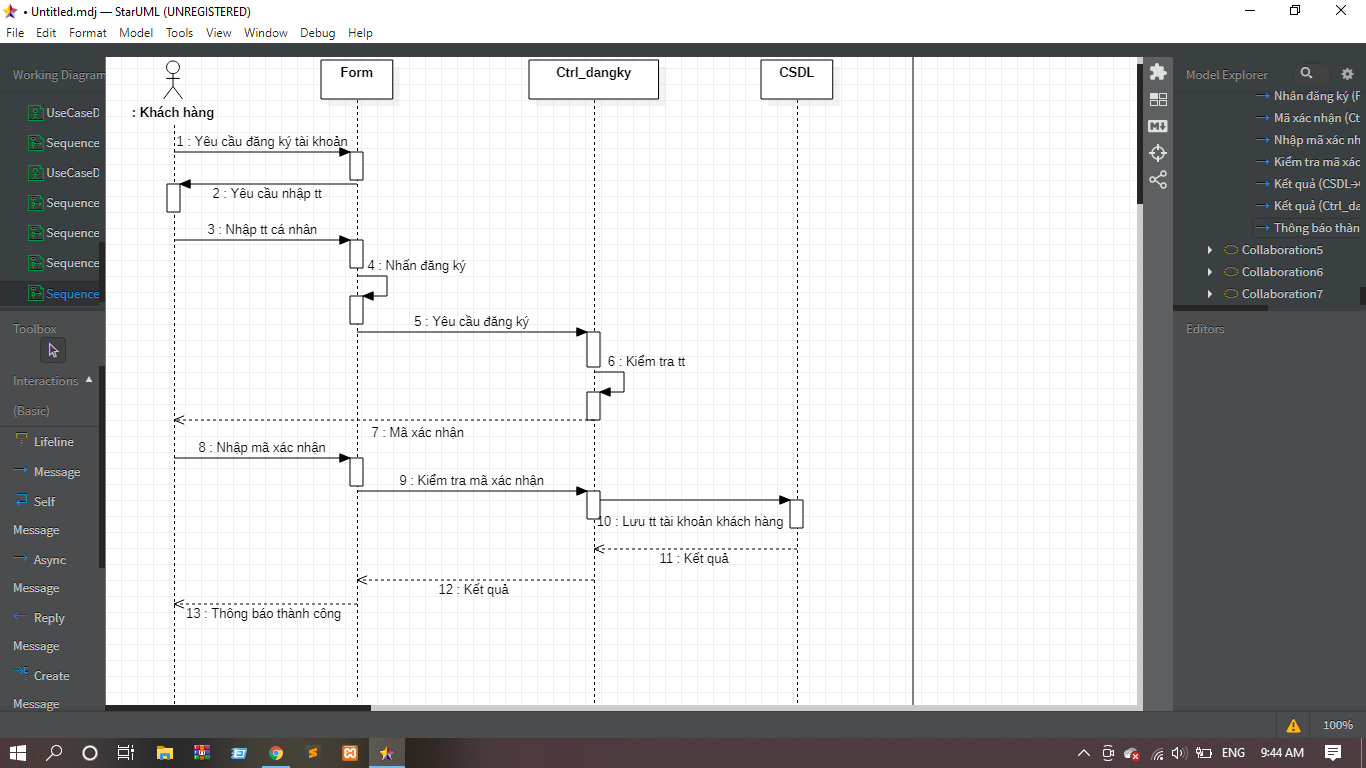 • Untitled.mdj — StarUML (UNREGISTERED)
File Edit Format Model Tools View Window Debug Help
Working Diagram
UseCaseD
Sequence
UseCaseD
Sequence
Sequence
Sequence
Sequence
Toolbox
Interactions
(Basic)
Lifeline
Message
Self
Message
Async
Message
Reply
Message
Create
Message
Form
Ctrl_dangky
CSDL
: Khách hàng
1 : Yêu cầu đăng ký tài khoản
2 : Yêu cầu nhập tt
3 : Nhập tt cá nhân
4 : Nhấn đăng ký
5 : Yêu cầu đăng ký
6 : Kiểm tra tt
7 : Mã xác nhận
8 : Nhập mã xác nhận
9 : Kiểm tra mã xác nhận
10 : Lưu tt tài khoản khách hàng
11 : Kết quả
12 : Kết quả
13 : Thông báo thành công
Model Explorer
Nhấn đăng ký (F
Mã xác nhận (Ct
Nhập mã xác nh
Kiểm tra mã xác
Kết quả (CSDL→
Kết quả (Ctrl_da
Thông báo thàn
Collaboration5
Collaboration6
Collaboration7
Editors
100%
ENG
9:44 AM